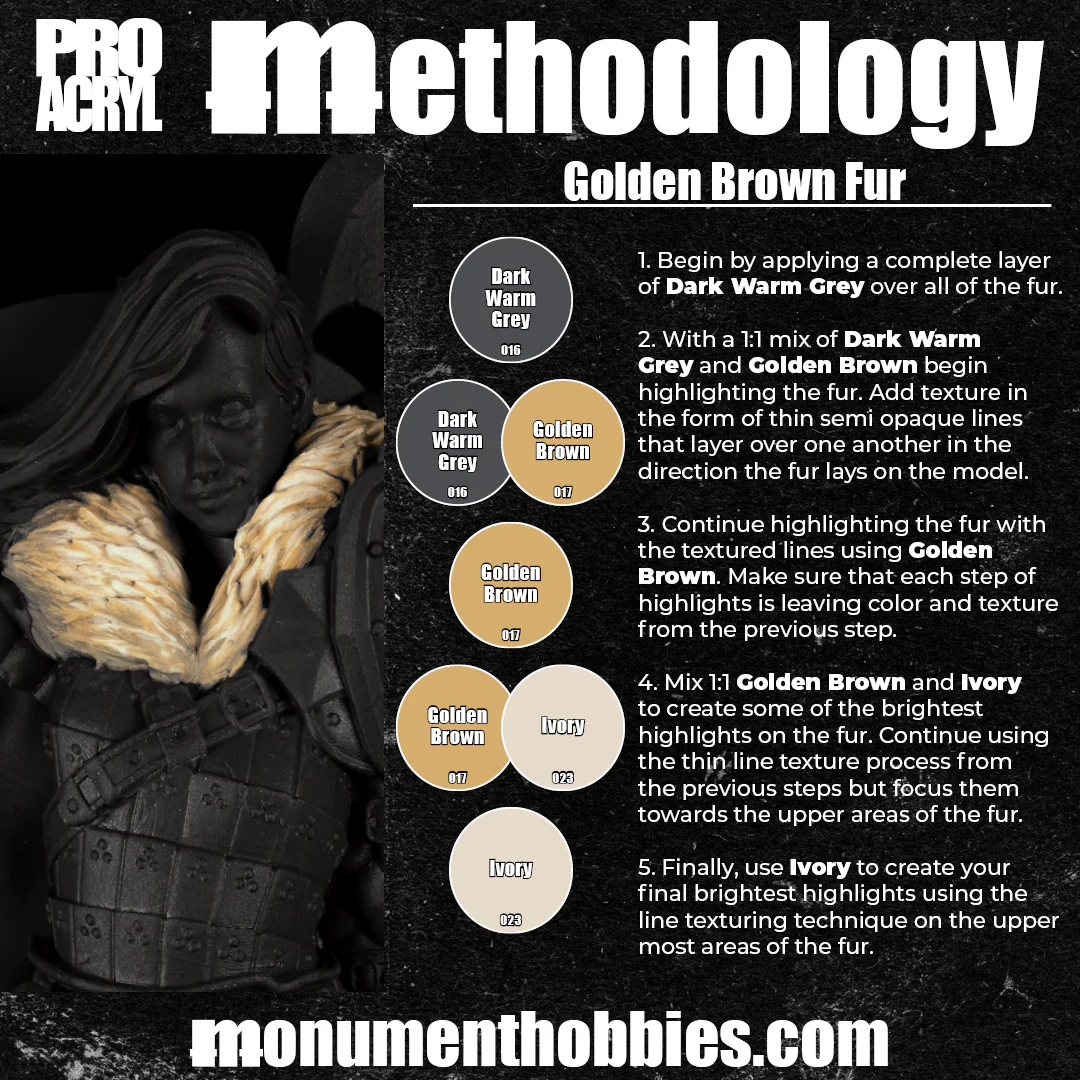 PRO
ACRYL
Methodology
Golden Brown Fur
Dark
Warm
Grey
016
Dark
Warm
Grey
016
Golden
Brown
017
Golden
Brown
017
Golden
Brown
017
Ivory
023
Ivory
023
1. Begin by applying a complete layer
of Dark Warm Grey over all of the fur.
2. With a 1:1 mix of Dark Warm
Grey and Golden Brown begin
highlighting the fur. Add texture in
the form of thin semi opaque lines
that layer over one another in the
direction the fur lays on the model.
3. Continue highlighting the fur with
the textured lines using Golden
Brown. Make sure that each step of
highlights is leaving color and texture
from the previous step.
4. Mix 1:1 Golden Brown and Ivory
to create some of the brightest
highlights on the fur. Continue using
the thin line texture process from
the previous steps but focus them
towards the upper areas of the fur.
5. Finally, use Ivory to create your
final brightest highlights using the
line texturing technique on the upper
most areas of the fur.
monumenthobbies.com